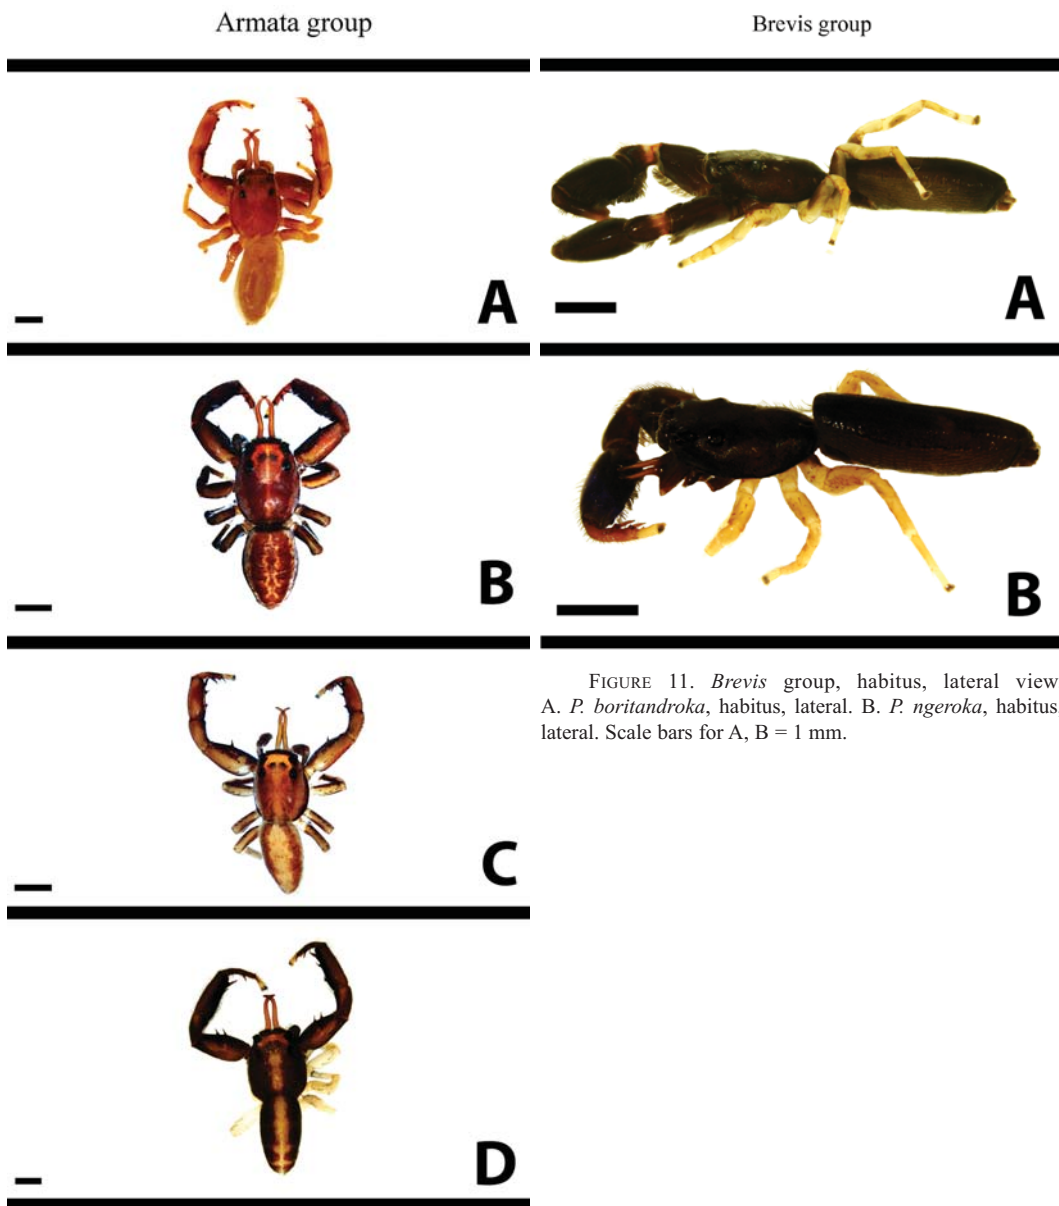 Armata group
A
B
C
D
Brevis group
A
B
FIGURE 11. Brevis group, habitus, lateral view
A. P. boritandroka, habitus, lateral. B. P. ngeroka, habitus,
lateral. Scale bars for A, B = 1 mm.